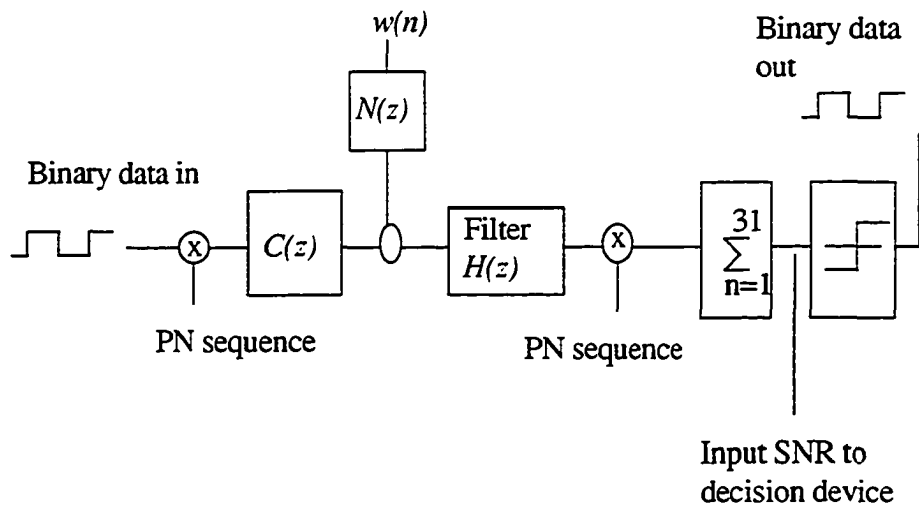 w(n)
Binary data
out
N(z)
Binary data in
x
C(z)
Filter
H(z)
x
31
∑
n=1
PN sequence
PN sequence
Input SNR to
decision device